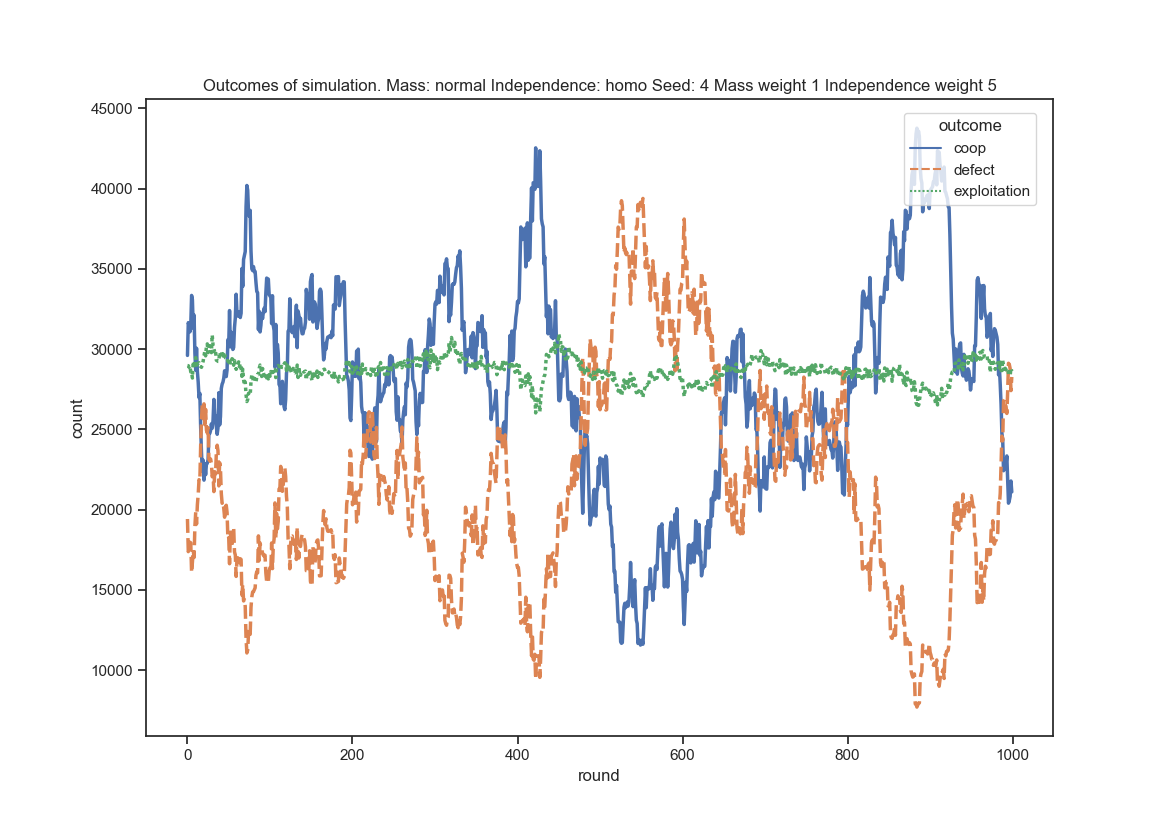 Outcomes of simulation. Mass: normal Independence: homo Seed: 4 Mass weight 1 Independence weight 5
45000
40000
35000
30000
25000
20000
15000
10000
count
outcome
coop
defect
exploitation
0 200 400 600 800 1000
round